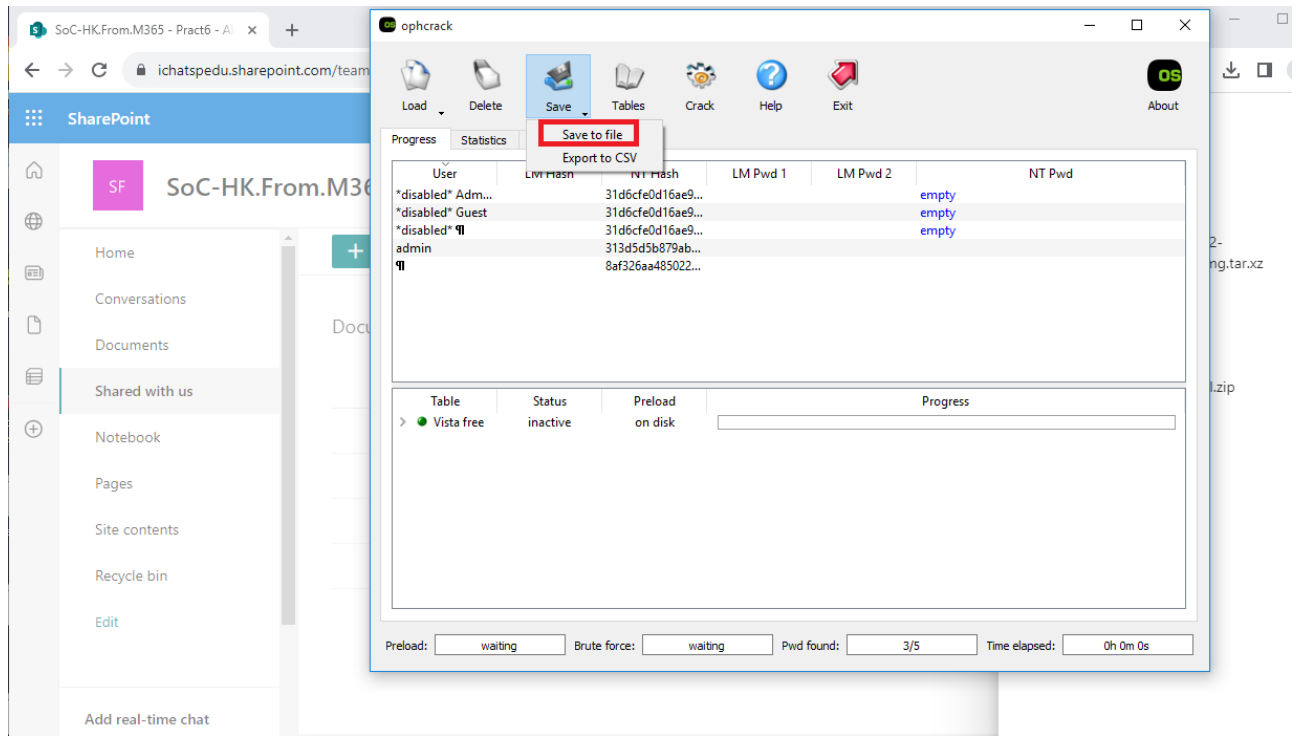 SoC-HK.From.M365 - Pract6 - Al
ophcrack
ichatspedu.sharepoint.com/team
SharePoint
SF
SoC-HK.From.M36
Home
Conversations
Documents
Shared with us
Notebook
Pages
Site contents
Recycle bin
Edit
Add real-time chat
Docu
Load Delete Save Tables Crack Help Exit
OS
About
Progress Statistics
Save to file
Export to CSV
User LM Hash NT Hash LM Pwd 1 LM Pwd 2 NT Pwd
*disabled* Adm... 31d6cfe0d16ae9... empty
*disabled* Guest 31d6cfe0d16ae9... empty
*disabled* ¶ 31d6cfe0d16ae9... empty
admin 313d5d5b879ab...
¶ 8af326aa485022...
Table Status Preload Progress
Vista free inactive on disk
Preload: waiting Brute force: waiting Pwd found: 3/5 Time elapsed: 0h 0m 0s
2-
ng.tar.xz
l.zip